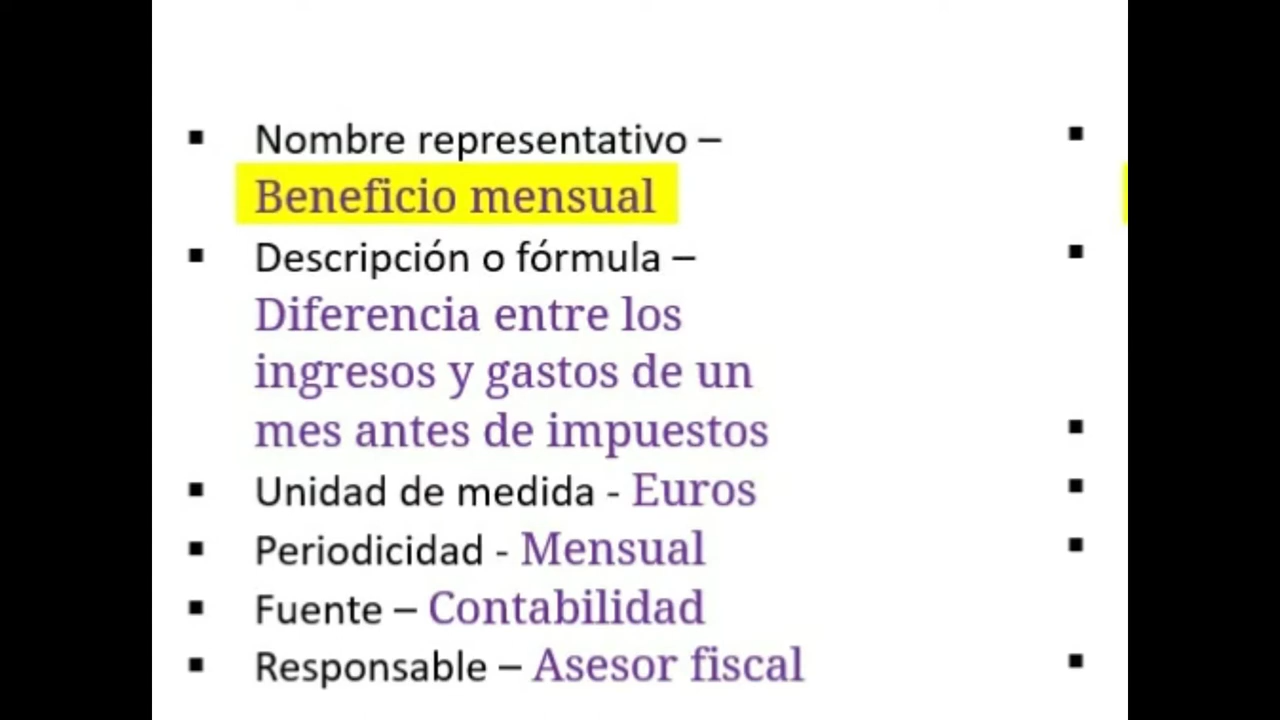 ▪ Nombre representativo –
Beneficio mensual
▪ Descripción o fórmula –
Diferencia entre los
ingresos y gastos de un
mes antes de impuestos
▪ Unidad de medida - Euros
▪ Periodicidad - Mensual
▪ Fuente – Contabilidad
▪ Responsable – Asesor fiscal